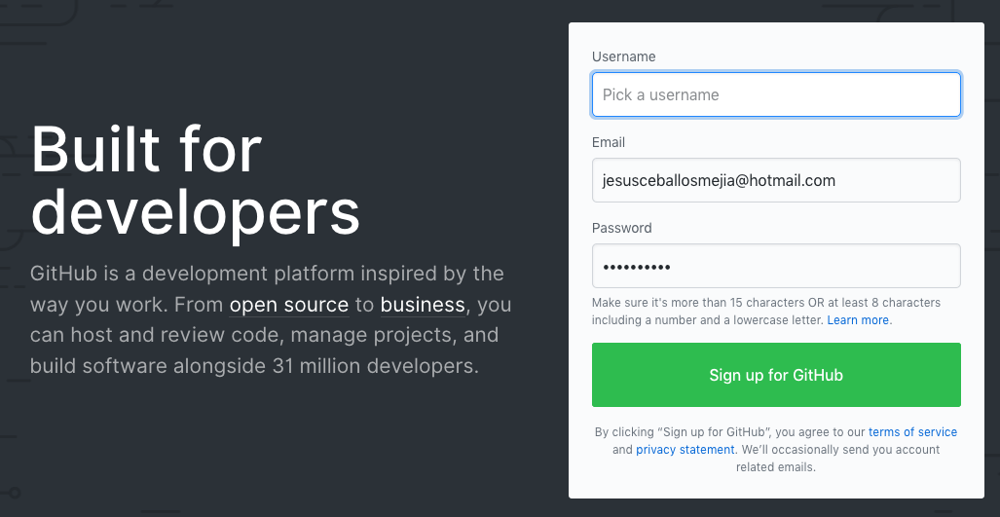 Built for
developers
GitHub is a development platform inspired by the
way you work. From open source to business, you
can host and review code, manage projects, and
build software alongside 31 million developers.
Username
Pick a username
Email
jesusceballosmejia@hotmail.com
Password
••••••••••
Make sure it's more than 15 characters OR at least 8 characters
including a number and a lowercase letter. Learn more.
Sign up for GitHub
By clicking “Sign up for GitHub”, you agree to our terms of service
and privacy statement. We’ll occasionally send you account
related emails.